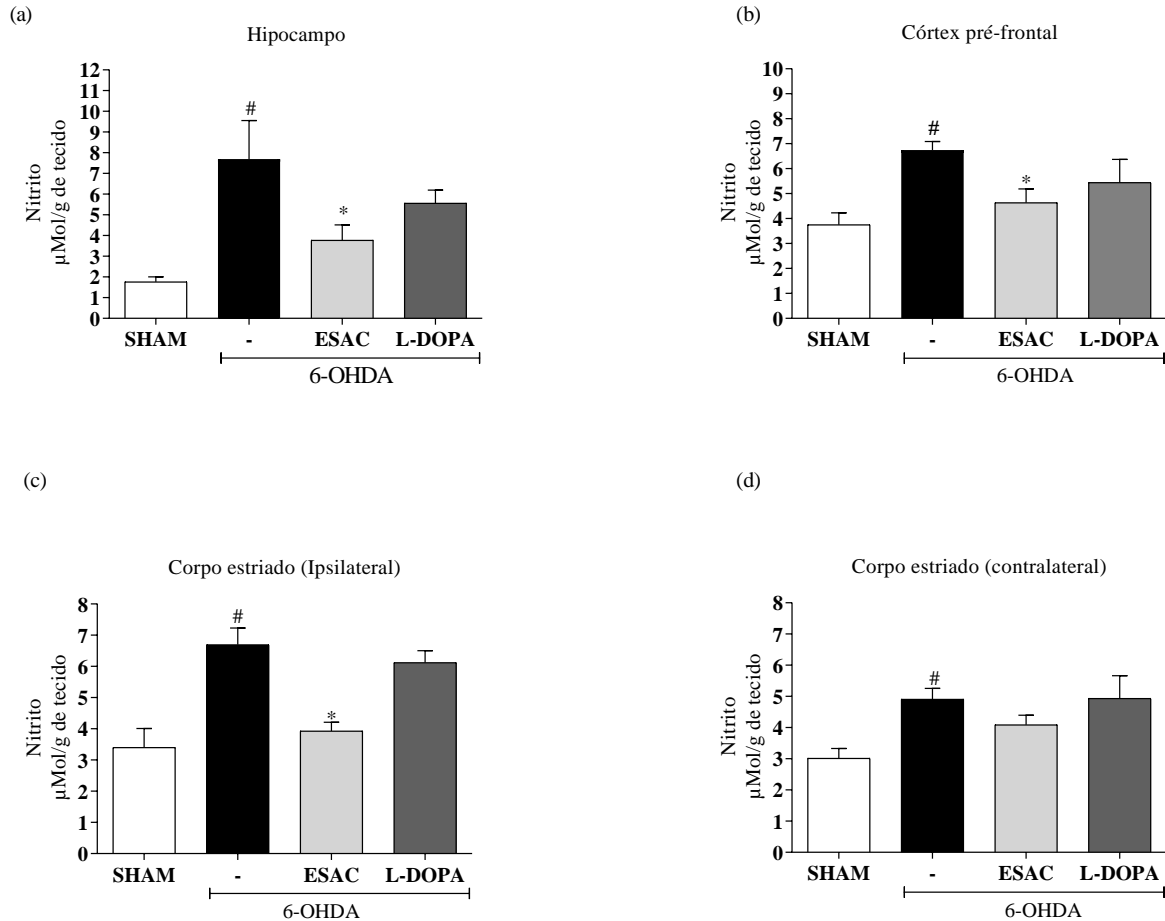 (a)
Hipocampo
Nitrito
µMol/g de tecido
12
11
10
9
8
7
6
5
4
3
2
1
0
#
*
SHAM - ESAC L-DOPA
6-OHDA
(b)
Córtex pré-frontal
Nitrito
µMol/g de tecido
10
9
8
7
6
5
4
3
2
1
0
#
*
SHAM - ESAC L-DOPA
6-OHDA
(c)
Corpo estriado (Ipsilateral)
Nitrito
µMol/g de tecido
8
7
6
5
4
3
2
1
0
#
*
SHAM - ESAC L-DOPA
6-OHDA
(d)
Corpo estriado (contralateral)
Nitrito
µMol/g de tecido
8
7
6
5
4
3
2
1
0
#
SHAM - ESAC L-DOPA
6-OHDA